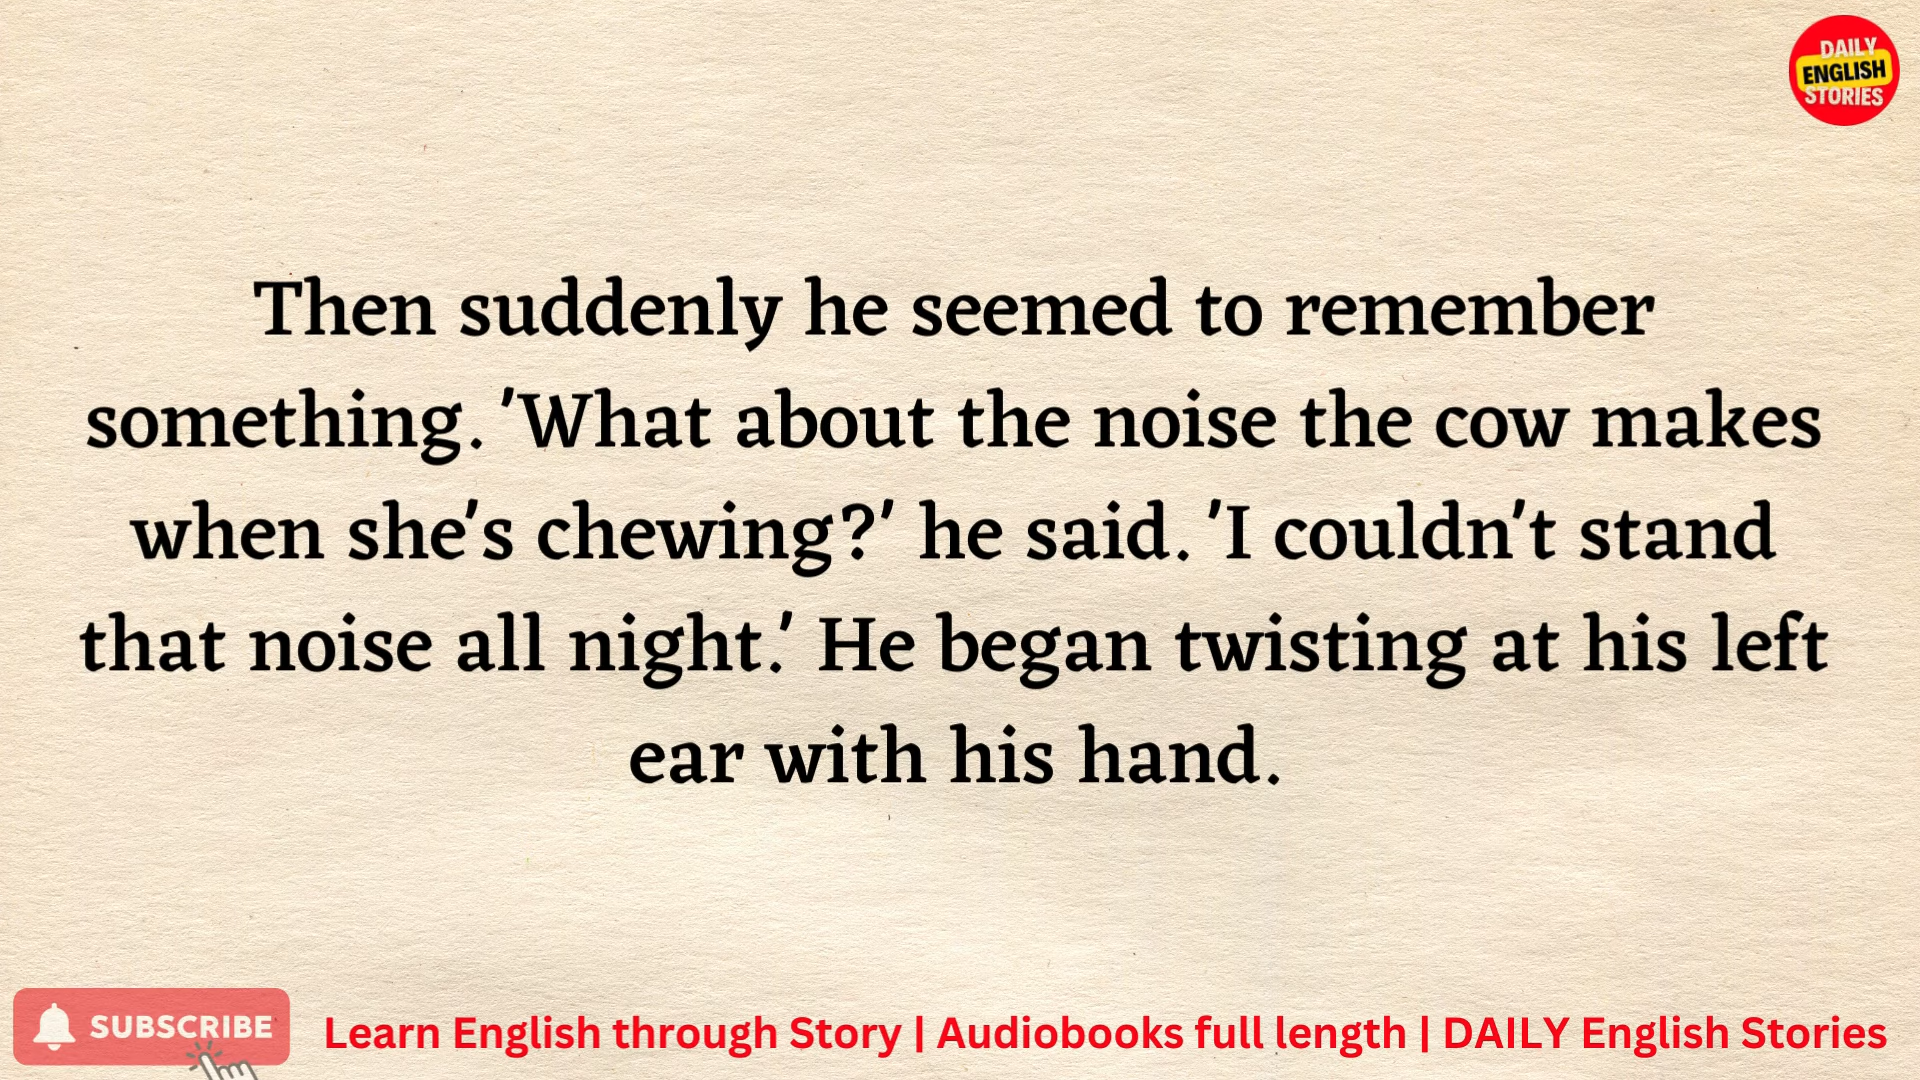 DAILY
ENGLISH
STORIES
Then suddenly he seemed to remember
something. 'What about the noise the cow makes
when she's chewing?' he said. 'I couldn't stand
that noise all night.' He began twisting at his left
ear with his hand.
SUBSCRIBE
Learn English through Story | Audiobooks full length | DAILY English Stories